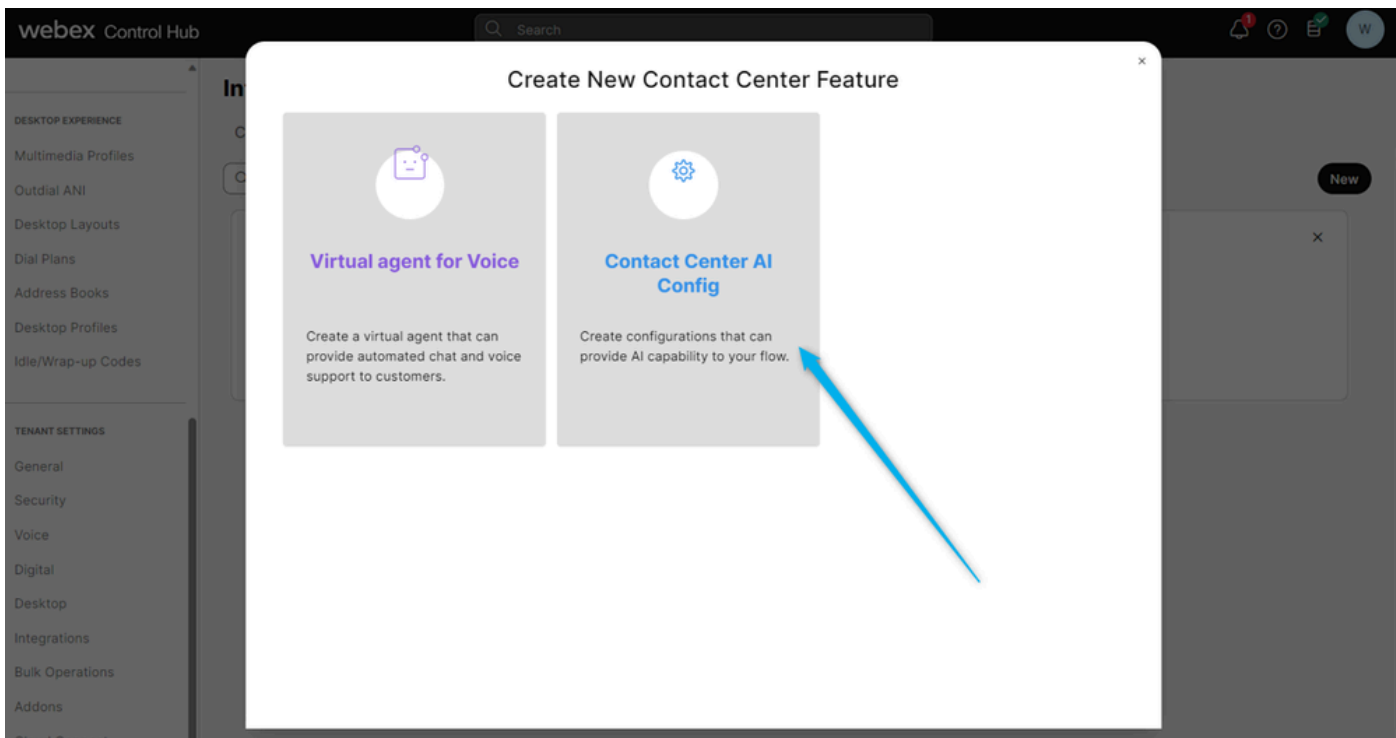 webex Control Hub
Search
1
W
DESKTOP EXPERIENCE
Multimedia Profiles
Outdial ANI
Desktop Layouts
Dial Plans
Address Books
Desktop Profiles
Idle/Wrap-up Codes
TENANT SETTINGS
General
Security
Voice
Digital
Desktop
Integrations
Bulk Operations
Addons
In
C
New
Create New Contact Center Feature
Virtual agent for Voice
Create a virtual agent that can
provide automated chat and voice
support to customers.
Contact Center AI
Config
Create configurations that can
provide AI capability to your flow.